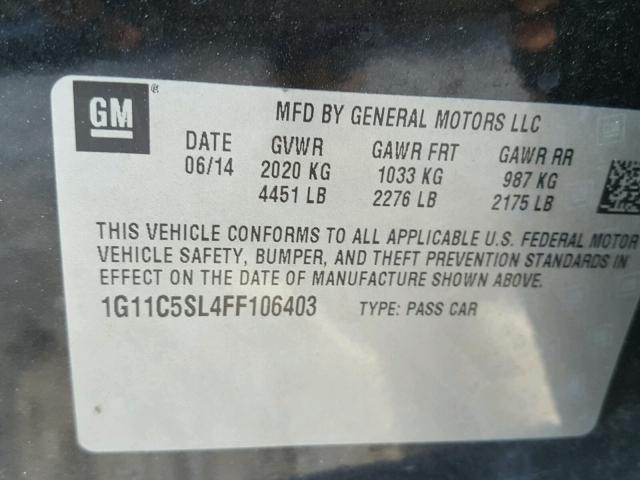 GM ®
MFD BY GENERAL MOTORS LLC
DATE GVWR GAWR FRT GAWR RR
06/14 2020 KG 1033 KG 987 KG
4451 LB 2276 LB 2175 LB
THIS VEHICLE CONFORMS TO ALL APPLICABLE U.S. FEDERAL MOTOR
VEHICLE SAFETY, BUMPER, AND THEFT PREVENTION STANDARDS IN
EFFECT ON THE DATE OF MANUFACTURE SHOWN ABOVE.
1G11C5SL4FF106403 TYPE: PASS CAR